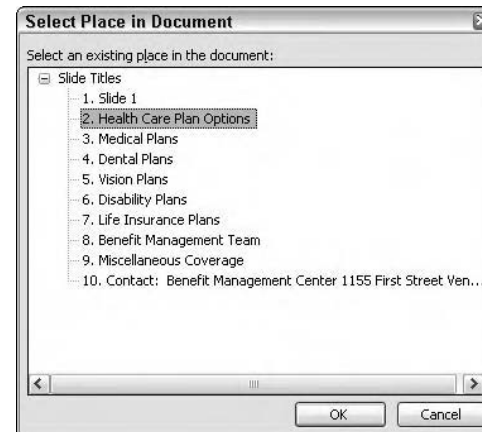 Select Place in Document
Select an existing place in the document:
Slide Titles
1. Slide 1
2. Health Care Plan Options
3. Medical Plans
4. Dental Plans
5. Vision Plans
6. Disability Plans
7. Life Insurance Plans
8. Benefit Management Team
9. Miscellaneous Coverage
10. Contact: Benefit Management Center 1155 First Street Ven...
OK Cancel